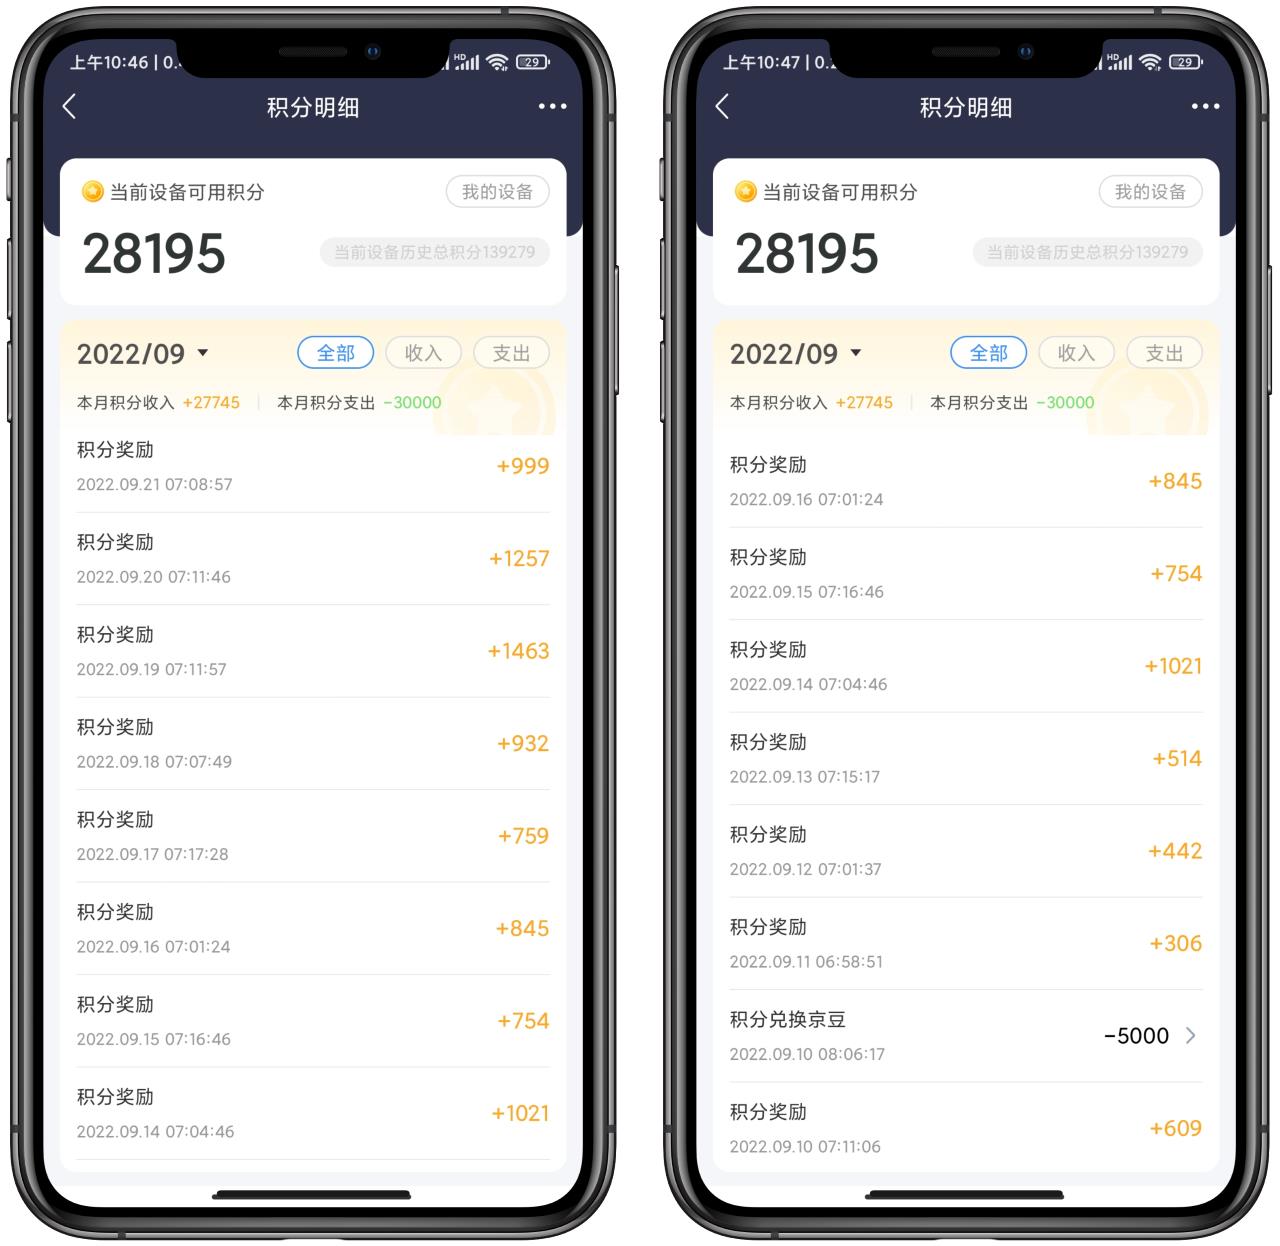 上午10:46 | 0.
HD
29
积分明细
当前设备可用积分
我的设备
28195
当前设备历史总积分139279
2022/09
全部
收入
支出
本月积分收入 +27745
本月积分支出 -30000
积分奖励
+999
2022.09.21 07:08:57
积分奖励
+1257
2022.09.20 07:11:46
积分奖励
+1463
2022.09.19 07:11:57
积分奖励
+932
2022.09.18 07:07:49
积分奖励
+759
2022.09.17 07:17:28
积分奖励
+845
2022.09.16 07:01:24
积分奖励
+754
2022.09.15 07:16:46
积分奖励
+1021
2022.09.14 07:04:46
上午10:47 | 0.
HD
29
积分明细
当前设备可用积分
我的设备
28195
当前设备历史总积分139279
2022/09
全部
收入
支出
本月积分收入 +27745
本月积分支出 -30000
积分奖励
+845
2022.09.16 07:01:24
积分奖励
+754
2022.09.15 07:16:46
积分奖励
+1021
2022.09.14 07:04:46
积分奖励
+514
2022.09.13 07:15:17
积分奖励
+442
2022.09.12 07:01:37
积分奖励
+306
2022.09.11 06:58:51
积分兑换京豆
-5000
2022.09.10 08:06:17
积分奖励
+609
2022.09.10 07:11:06